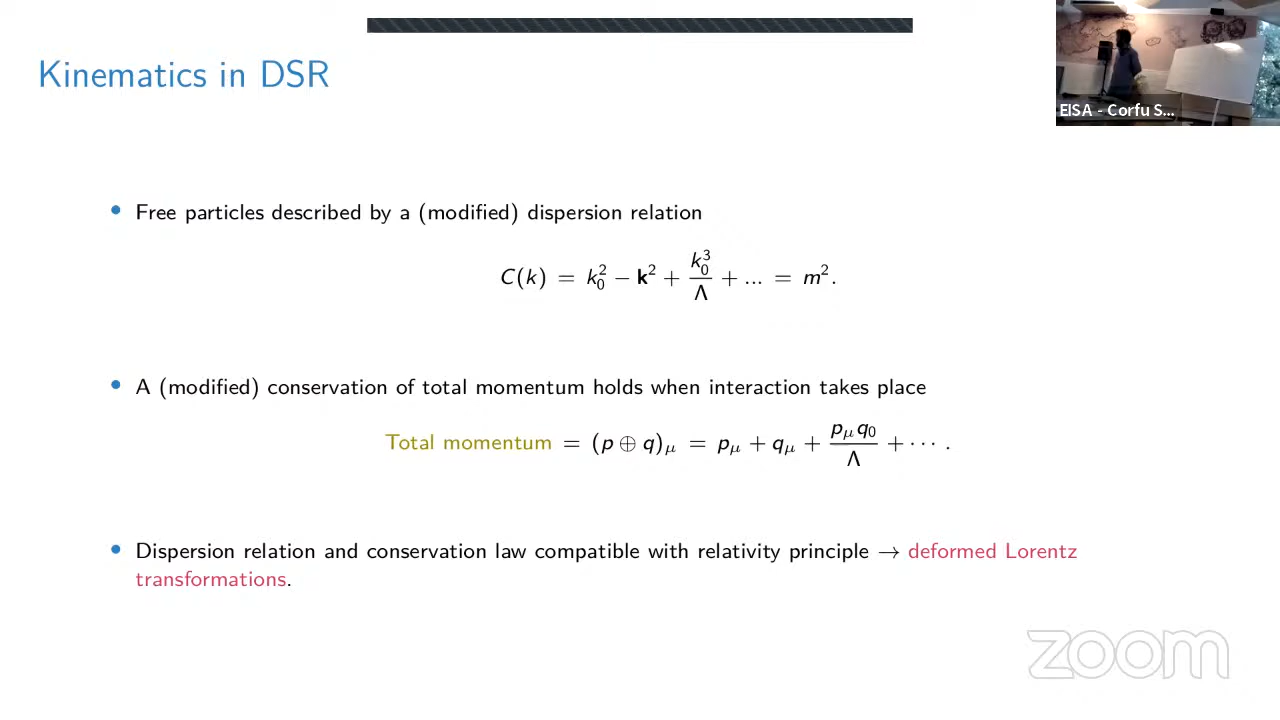 Kinematics in DSR
EISA - Corfu S...
• Free particles described by a (modified) dispersion relation
C(k) = k₀² − 𝐤² + k₀³/Λ + ... = m².
• A (modified) conservation of total momentum holds when interaction takes place
Total momentum = (p ⊕ q)_μ = p_μ + q_μ + p_μ q₀/Λ + ⋯ .
• Dispersion relation and conservation law compatible with relativity principle → deformed Lorentz
transformations.
zoom